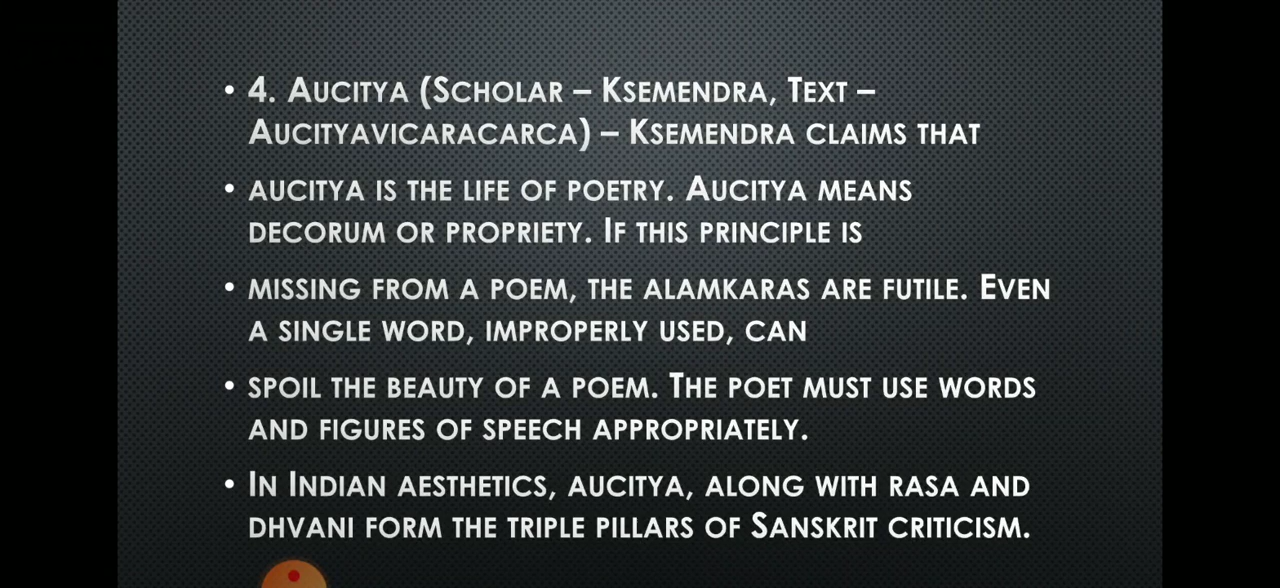 • 4. Aucitya (Scholar – Ksemendra, Text –
Aucityavicaracarca) – Ksemendra claims that
• aucitya is the life of poetry. Aucitya means
decorum or propriety. If this principle is
• missing from a poem, the alamkaras are futile. Even
a single word, improperly used, can
• spoil the beauty of a poem. The poet must use words
and figures of speech appropriately.
• In Indian aesthetics, aucitya, along with rasa and
dhvani form the triple pillars of Sanskrit criticism.